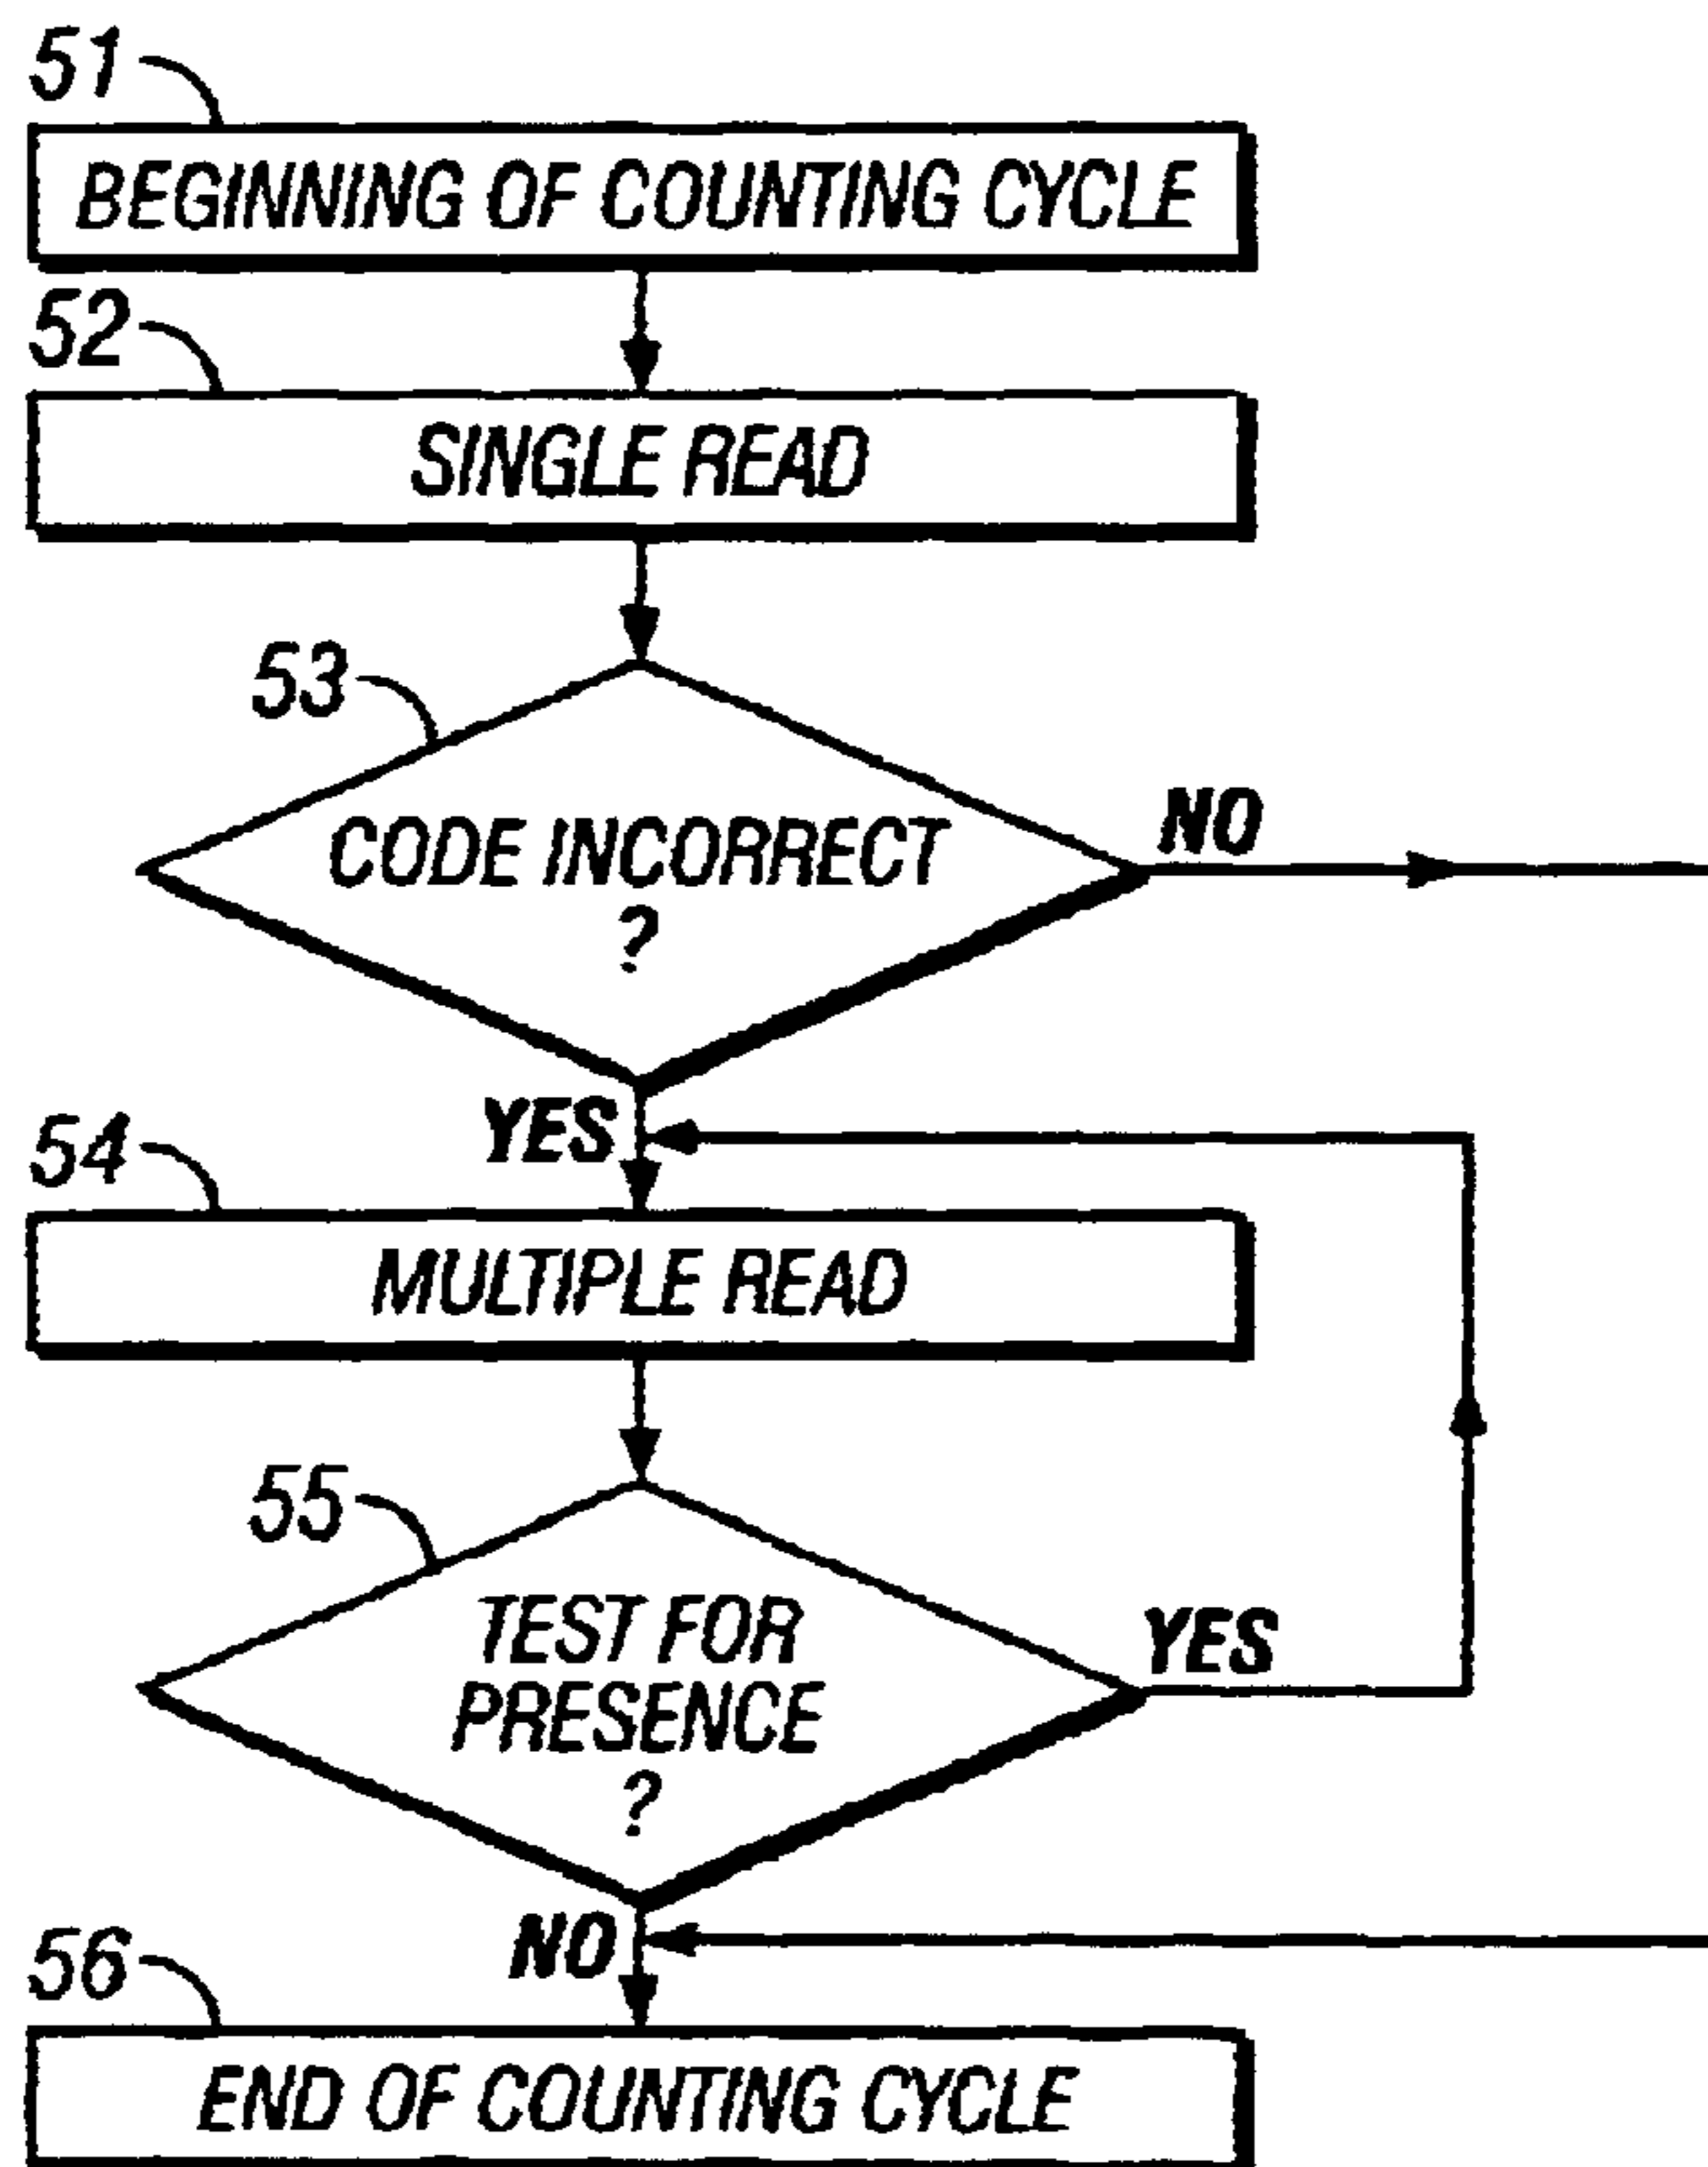 51
BEGINNING OF COUNTING CYCLE
52
SINGLE READ
53
CODE INCORRECT
?
NO
YES
54
MULTIPLE READ
55
TEST FOR
PRESENCE
?
YES
NO
56
END OF COUNTING CYCLE